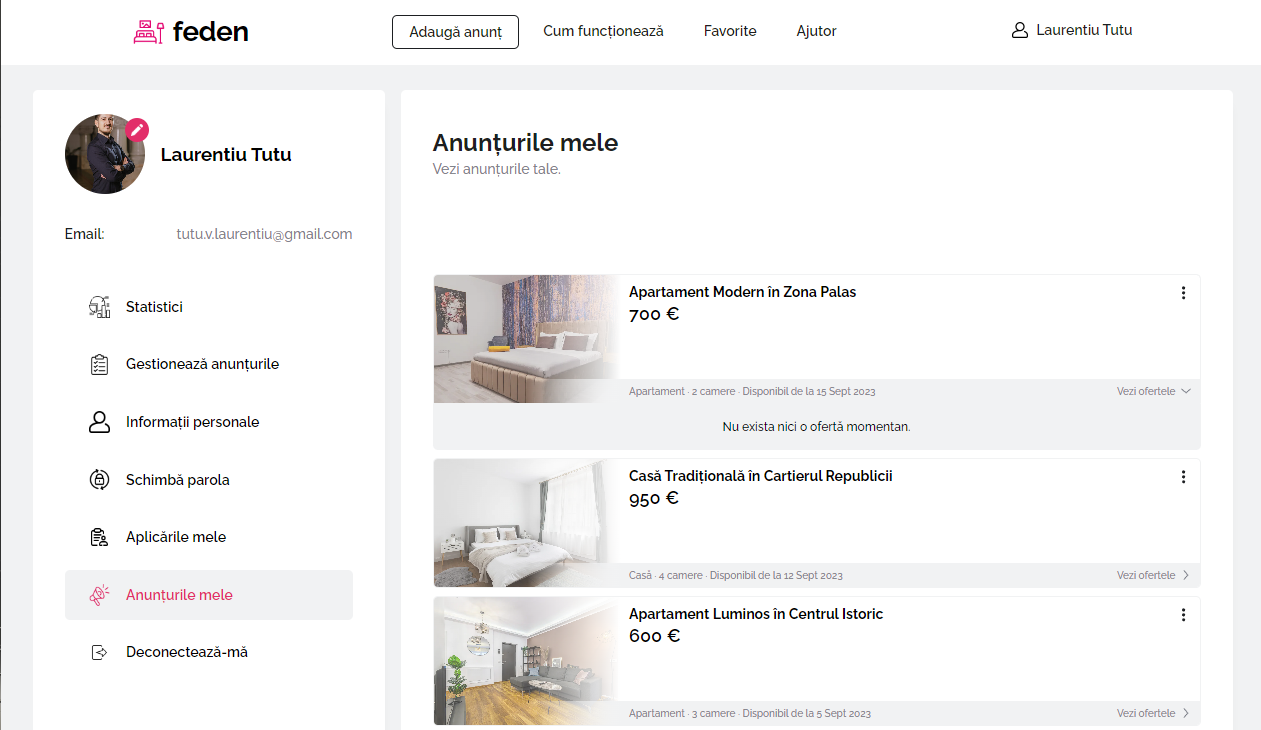 feden
Adaugă anunț
Cum funcționează
Favorite
Ajutor
Laurentiu Tutu
Laurentiu Tutu
Email:
tutu.v.laurentiu@gmail.com
Statistici
Gestionează anunțurile
Informații personale
Schimbă parola
Aplicările mele
Anunțurile mele
Deconectează-mă
Anunțurile mele
Vezi anunțurile tale.
Apartament Modern în Zona Palas
700 €
Apartament · 2 camere · Disponibil de la 15 Sept 2023
Vezi ofertele
Nu exista nici o ofertă momentan.
Casă Tradițională în Cartierul Republicii
950 €
Casă · 4 camere · Disponibil de la 12 Sept 2023
Vezi ofertele
Apartament Luminos în Centrul Istoric
600 €
Apartament · 3 camere · Disponibil de la 5 Sept 2023
Vezi ofertele